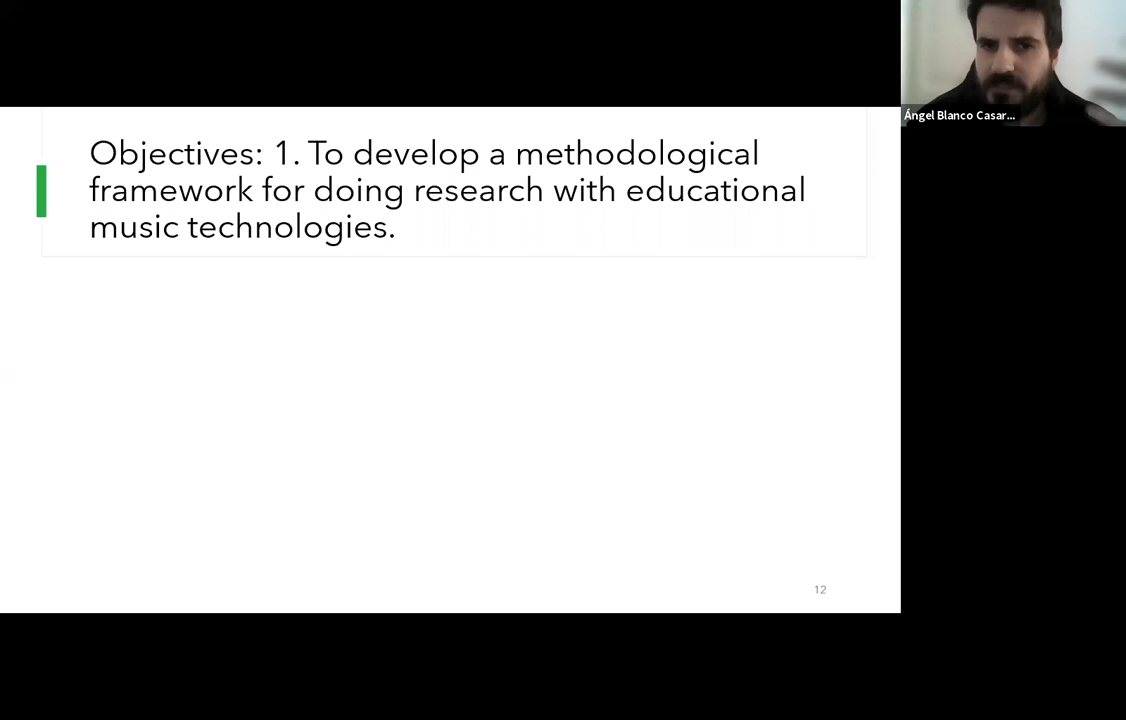 Ángel Blanco Casar...
Objectives: 1. To develop a methodological
framework for doing research with educational
music technologies.
12